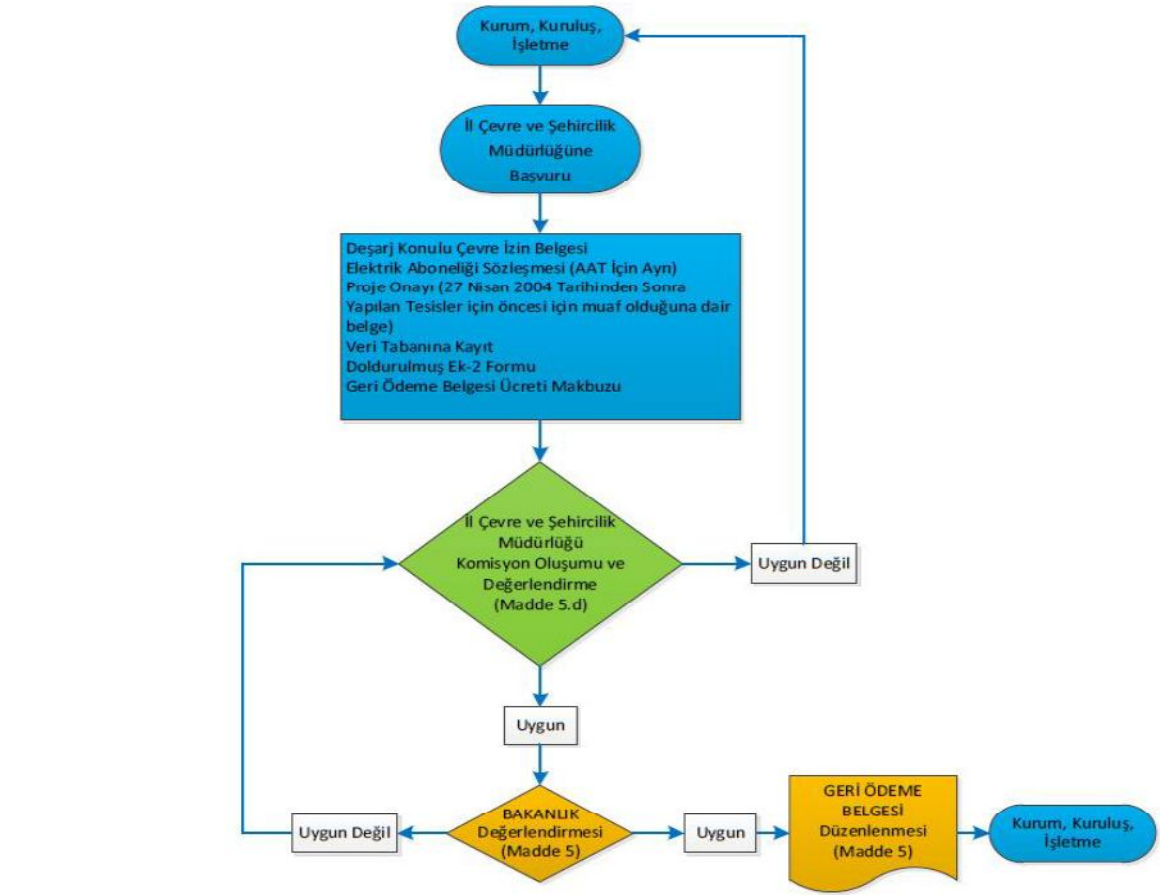 Kurum, Kuruluş,
İşletme
İl Çevre ve Şehircilik
Müdürlüğüne
Başvuru
Deşarj Konulu Çevre İzin Belgesi
Elektrik Aboneliği Sözleşmesi (AAT İçin Ayrı)
Proje Onayı (27 Nisan 2004 Tarihinden Sonra
Yapılan Tesisler için öncesi için muaf olduğuna dair
belge)
Veri Tabanına Kayıt
Doldurulmuş Ek-2 Formu
Geri Ödeme Belgesi Ücreti Makbuzu
İl Çevre ve Şehircilik
Müdürlüğü
Komisyon Oluşumu ve
Değerlendirme
(Madde 5.d)
Uygun Değil
Uygun
Uygun Değil
BAKANLIK
Değerlendirmesi
(Madde 5)
Uygun
GERİ ÖDEME
BELGESİ
Düzenlenmesi
(Madde 5)
Kurum, Kuruluş,
İşletme